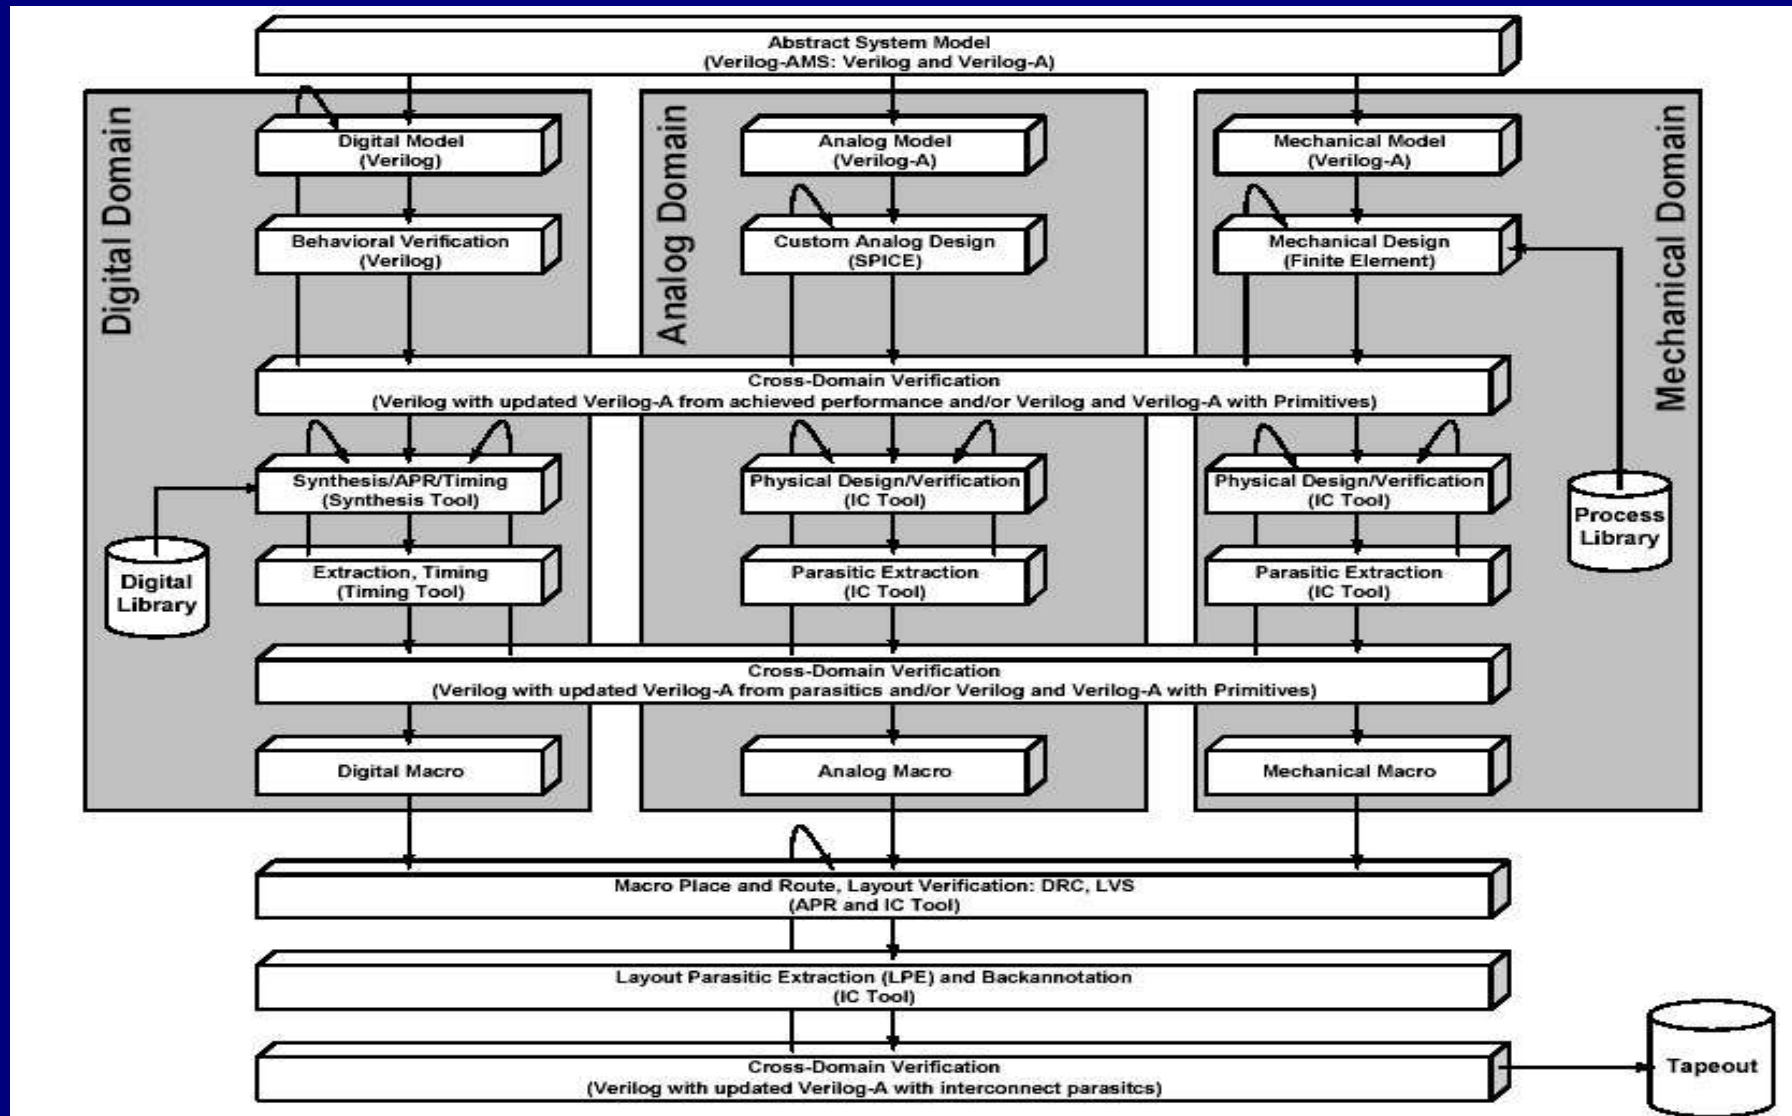 Abstract System Model
(Verilog-AMS: Verilog and Verilog-A)
Digital Domain
Analog Domain
Mechanical Domain
Digital Model
(Verilog)
Analog Model
(Verilog-A)
Mechanical Model
(Verilog-A)
Behavioral Verification
(Verilog)
Custom Analog Design
(SPICE)
Mechanical Design
(Finite Element)
Cross-Domain Verification
(Verilog with updated Verilog-A from achieved performance and/or Verilog and Verilog-A with Primitives)
Synthesis/APR/Timing
(Synthesis Tool)
Physical Design/Verification
(IC Tool)
Physical Design/Verification
(IC Tool)
Process
Library
Digital
Library
Extraction, Timing
(Timing Tool)
Parasitic Extraction
(IC Tool)
Parasitic Extraction
(IC Tool)
Cross-Domain Verification
(Verilog with updated Verilog-A from parasitics and/or Verilog and Verilog-A with Primitives)
Digital Macro
Analog Macro
Mechanical Macro
Macro Place and Route, Layout Verification: DRC, LVS
(APR and IC Tool)
Layout Parasitic Extraction (LPE) and Backannotation
(IC Tool)
Cross-Domain Verification
(Verilog with updated Verilog-A with interconnect parasitcs)
Tapeout